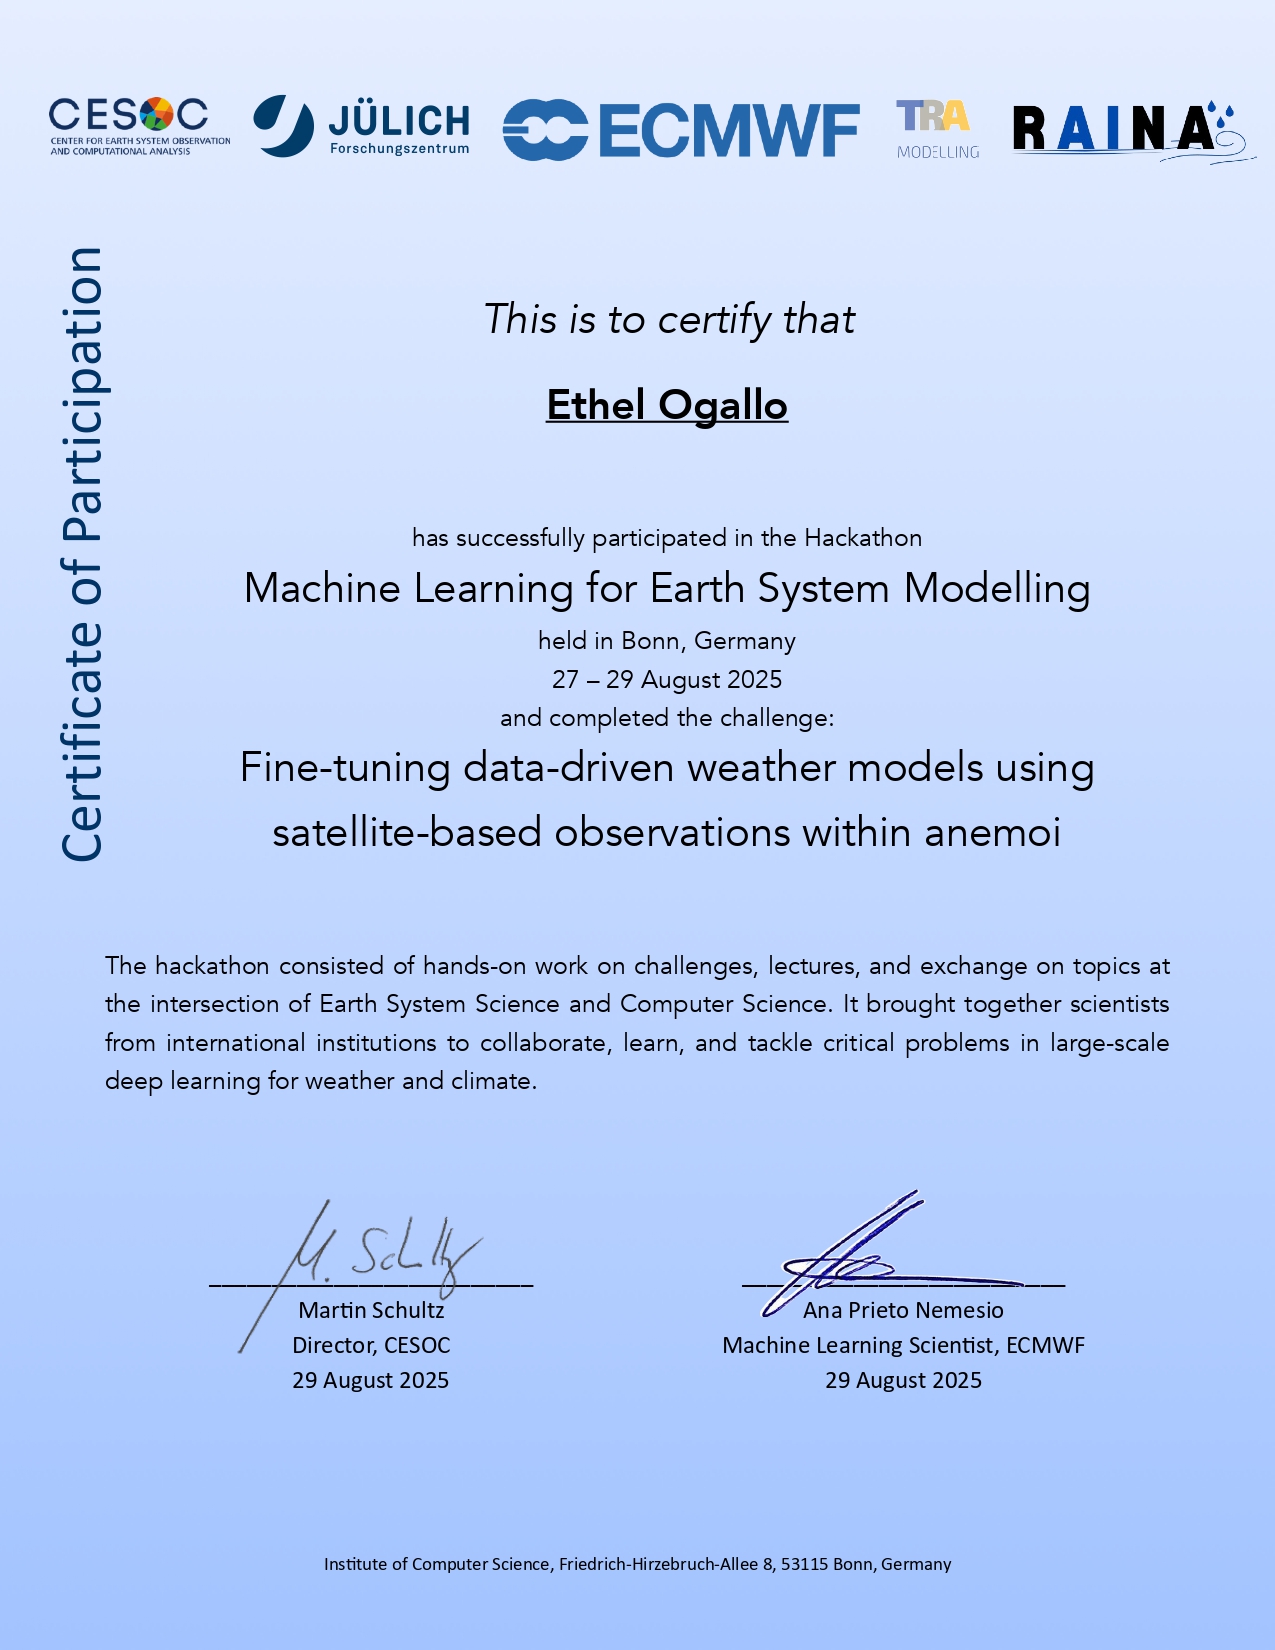 CESOC
CENTER FOR EARTH SYSTEM OBSERVATION
AND COMPUTATIONAL ANALYSIS
JÜLICH
Forschungszentrum
ECMWF
TRA
MODELLING
RAINA
Certificate of Participation
This is to certify that
Ethel Ogallo
has successfully participated in the Hackathon
Machine Learning for Earth System Modelling
held in Bonn, Germany
27 – 29 August 2025
and completed the challenge:
Fine-tuning data-driven weather models using
satellite-based observations within anemoi
The hackathon consisted of hands-on work on challenges, lectures, and exchange on topics at
the intersection of Earth System Science and Computer Science. It brought together scientists
from international institutions to collaborate, learn, and tackle critical problems in large-scale
deep learning for weather and climate.
M. Schultz
Martin Schultz
Director, CESOC
29 August 2025
Ana Prieto Nemesio
Machine Learning Scientist, ECMWF
29 August 2025
Institute of Computer Science, Friedrich-Hirzebruch-Allee 8, 53115 Bonn, Germany